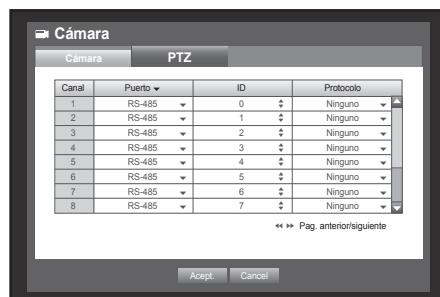 Cámara
Cámara PTZ
Canal Puerto ID Protocolo
1 RS-485 0 Ninguno
2 RS-485 1 Ninguno
3 RS-485 2 Ninguno
4 RS-485 3 Ninguno
5 RS-485 4 Ninguno
6 RS-485 5 Ninguno
7 RS-485 6 Ninguno
8 RS-485 7 Ninguno
Pag. anterior/siguiente
Acept. Cancel